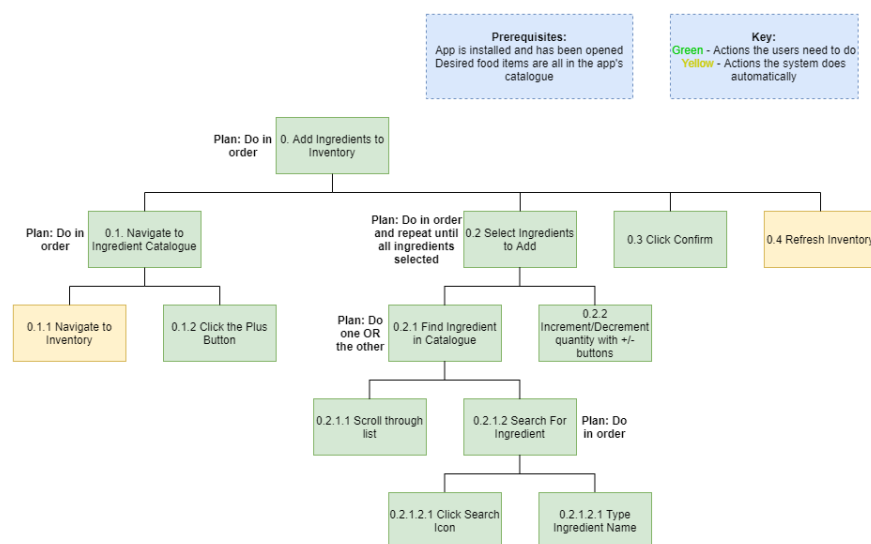 Prerequisites:
App is installed and has been opened
Desired food items are all in the app's
catalogue
Key:
Green - Actions the users need to do
Yellow - Actions the system does
automatically
Plan: Do in
order
0. Add Ingredients to
Inventory
Plan: Do in
order
0.1. Navigate to
Ingredient Catalogue
Plan: Do in order
and repeat until
all ingredients
selected
0.2 Select Ingredients
to Add
0.3 Click Confirm
0.4 Refresh Inventory
0.1.1 Navigate to
Inventory
0.1.2 Click the Plus
Button
Plan: Do
one OR
the other
0.2.1 Find Ingredient
in Catalogue
0.2.2
Increment/Decrement
quantity with +/-
buttons
0.2.1.1 Scroll through
list
0.2.1.2 Search For
Ingredient
Plan: Do
in order
0.2.1.2.1 Click Search
Icon
0.2.1.2.1 Type
Ingredient Name